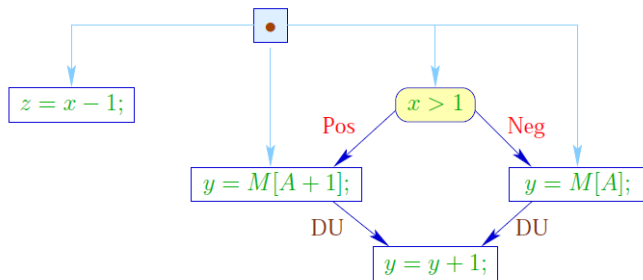 z = x − 1;
x > 1
Pos
Neg
y = M[A + 1];
y = M[A];
DU
DU
y = y + 1;